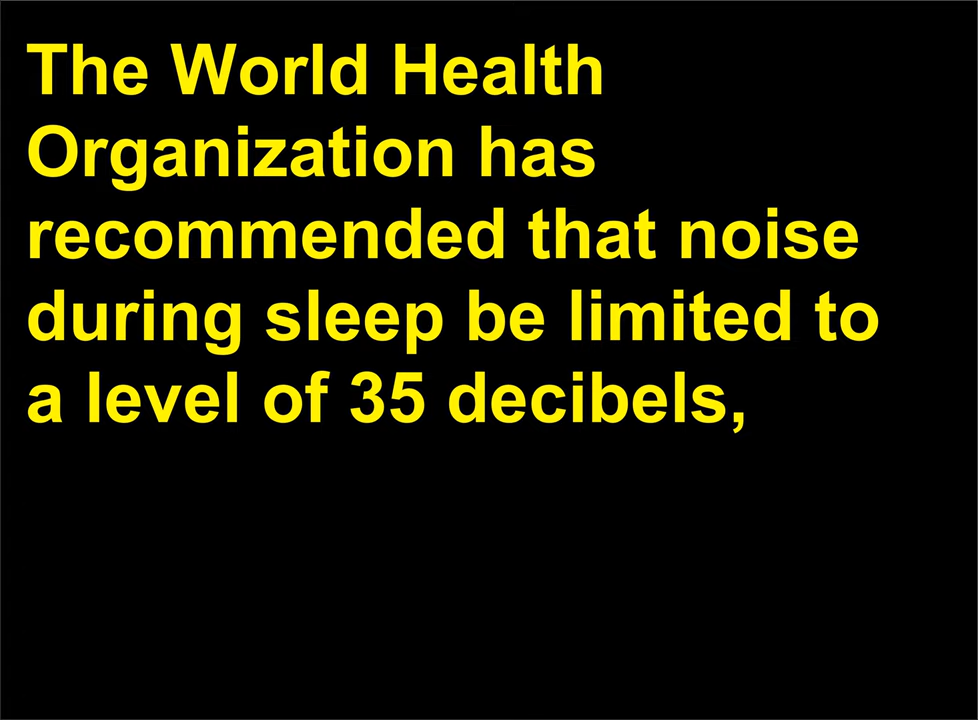 The World Health
Organization has
recommended that noise
during sleep be limited to
a level of 35 decibels,